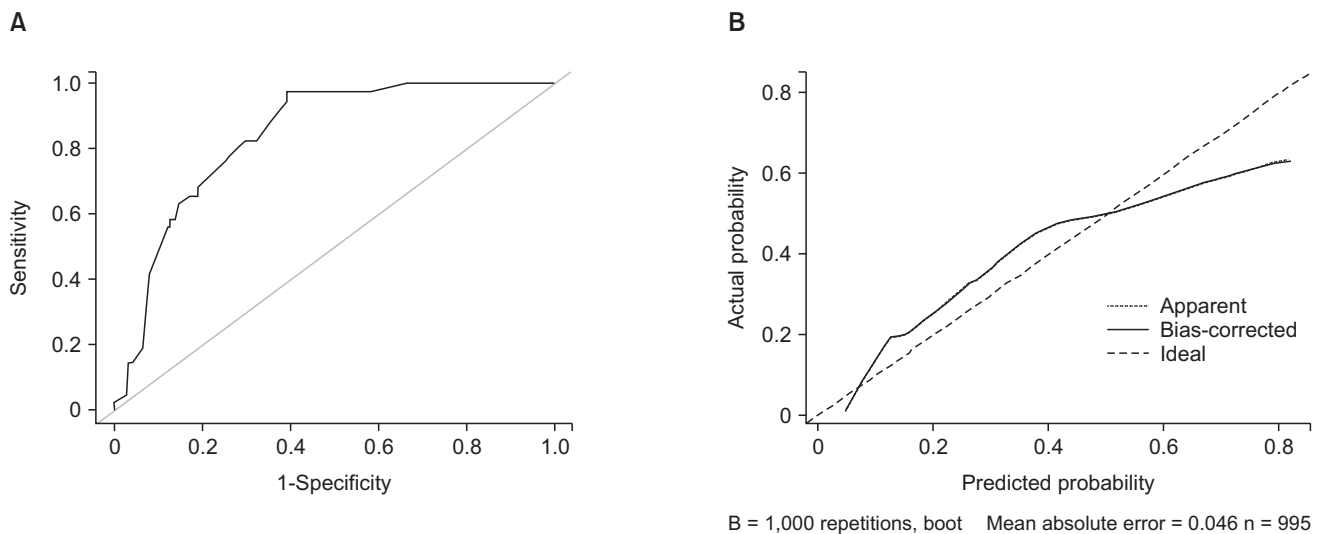 A
1.0
0.8
0.6
0.4
0.2
0
Sensitivity
0 0.2 0.4 0.6 0.8 1.0
1-Specificity
B
0.8
0.6
0.4
0.2
0
Actual probability
Apparent
Bias-corrected
Ideal
0 0.2 0.4 0.6 0.8
Predicted probability
B = 1,000 repetitions, boot Mean absolute error = 0.046 n = 995